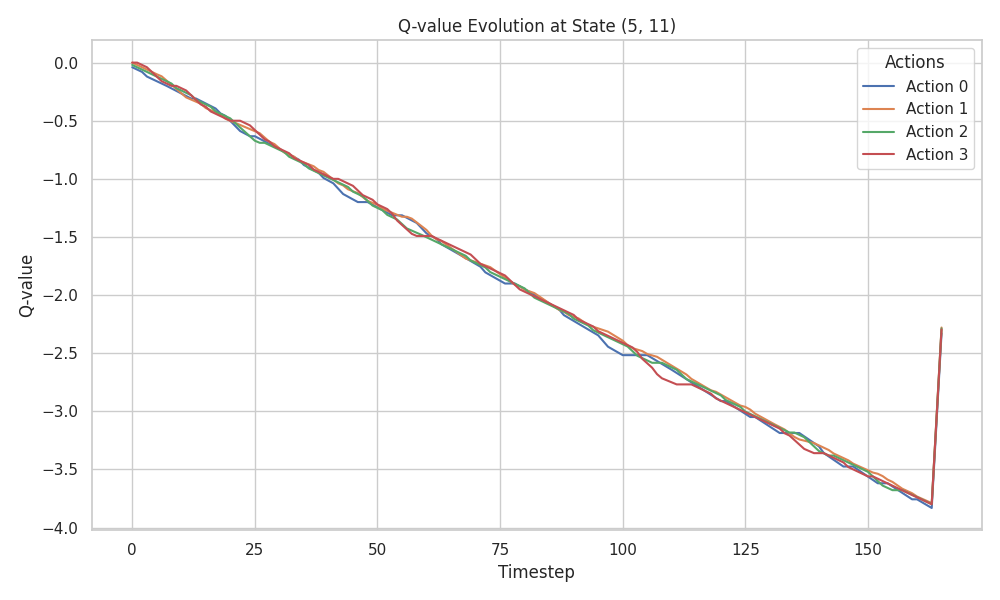 Q-value Evolution at State (5, 11)
Actions
Action 0
Action 1
Action 2
Action 3
Q-value
0.0
−0.5
−1.0
−1.5
−2.0
−2.5
−3.0
−3.5
−4.0
0 25 50 75 100 125 150
Timestep